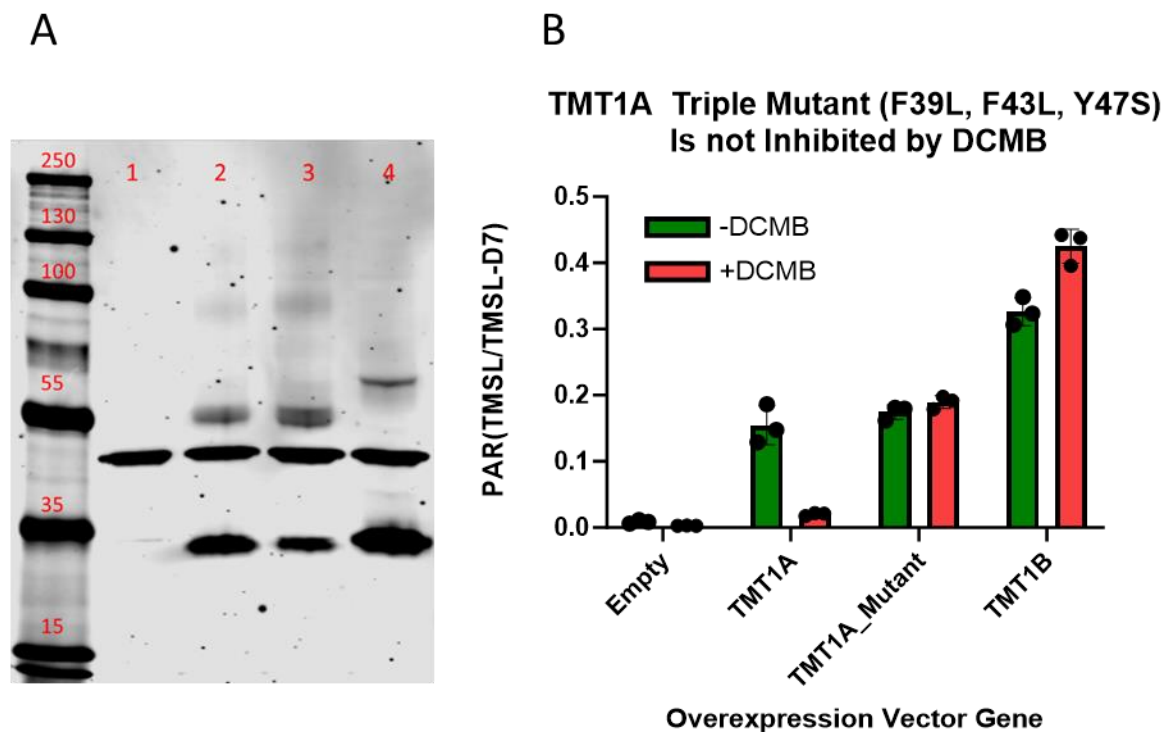 A
250
130
100
55
35
15
1 2 3 4
B
TMT1A Triple Mutant (F39L, F43L, Y47S)
Is not Inhibited by DCMB
PAR(TMSL/TMSL-D7)
0.5
0.4
0.3
0.2
0.1
0.0
-DCMB
+DCMB
Empty
TMT1A
TMT1A_Mutant
TMT1B
Overexpression Vector Gene